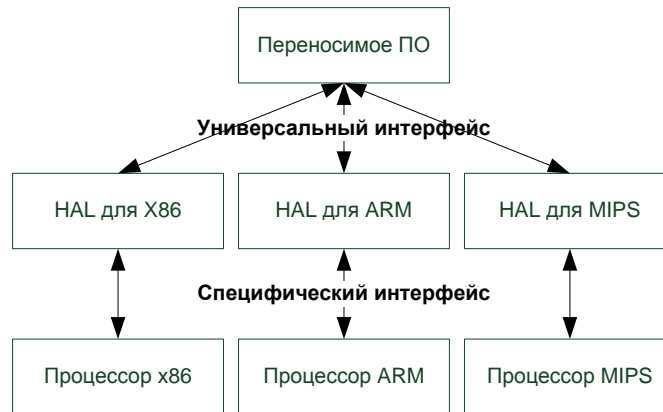 Переносимое ПО
Универсальный интерфейс
HAL для X86
HAL для ARM
HAL для MIPS
Специфический интерфейс
Процессор x86
Процессор ARM
Процессор MIPS